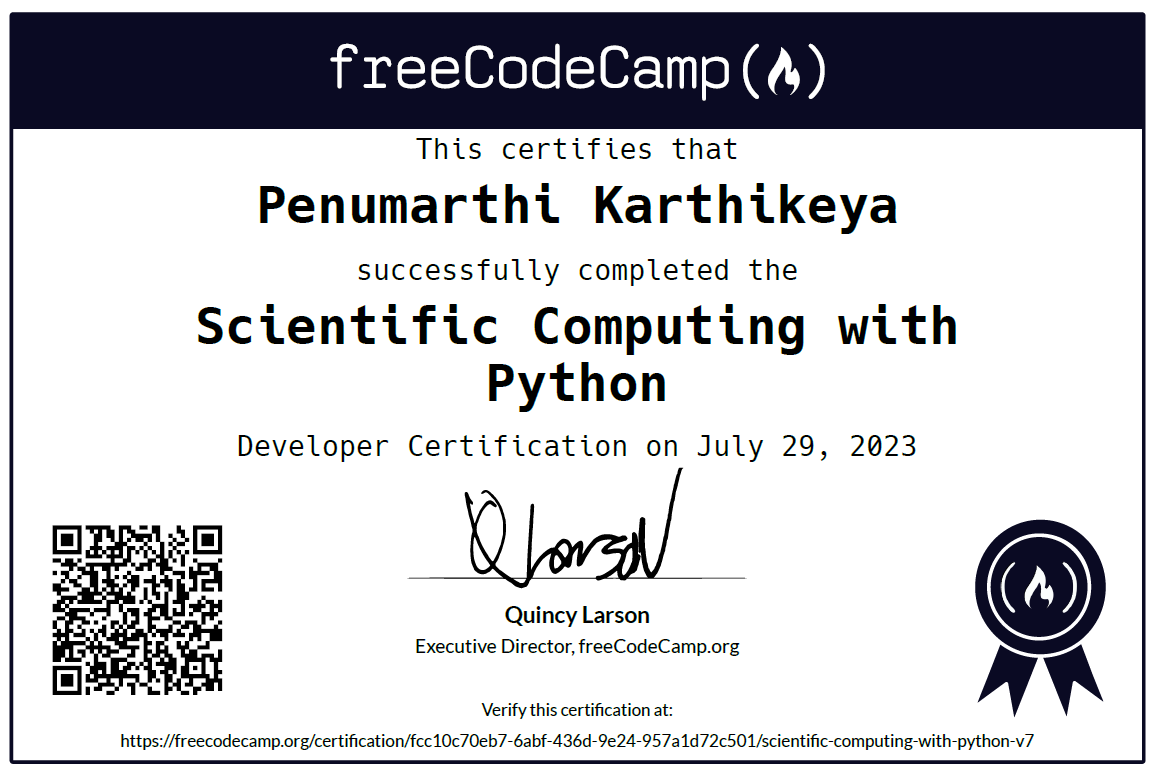 freeCodeCamp
This certifies that
Penumarthi Karthikeya
successfully completed the
Scientific Computing with
Python
Developer Certification on July 29, 2023
Q Larson
Quincy Larson
Executive Director, freeCodeCamp.org
Verify this certification at:
https://freecodecamp.org/certification/fcc10c70eb7-6abf-436d-9e24-957a1d72c501/scientific-computing-with-python-v7